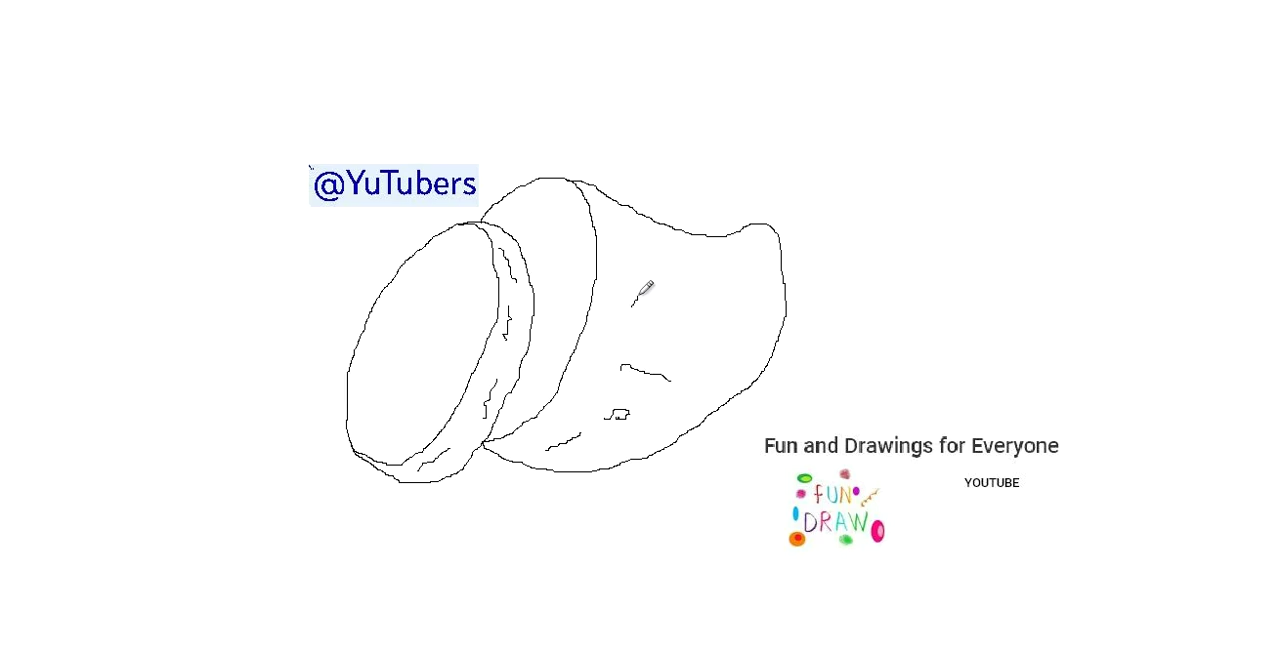 @YuTubers
Fun and Drawings for Everyone
YOUTUBE
fUN
DRAW